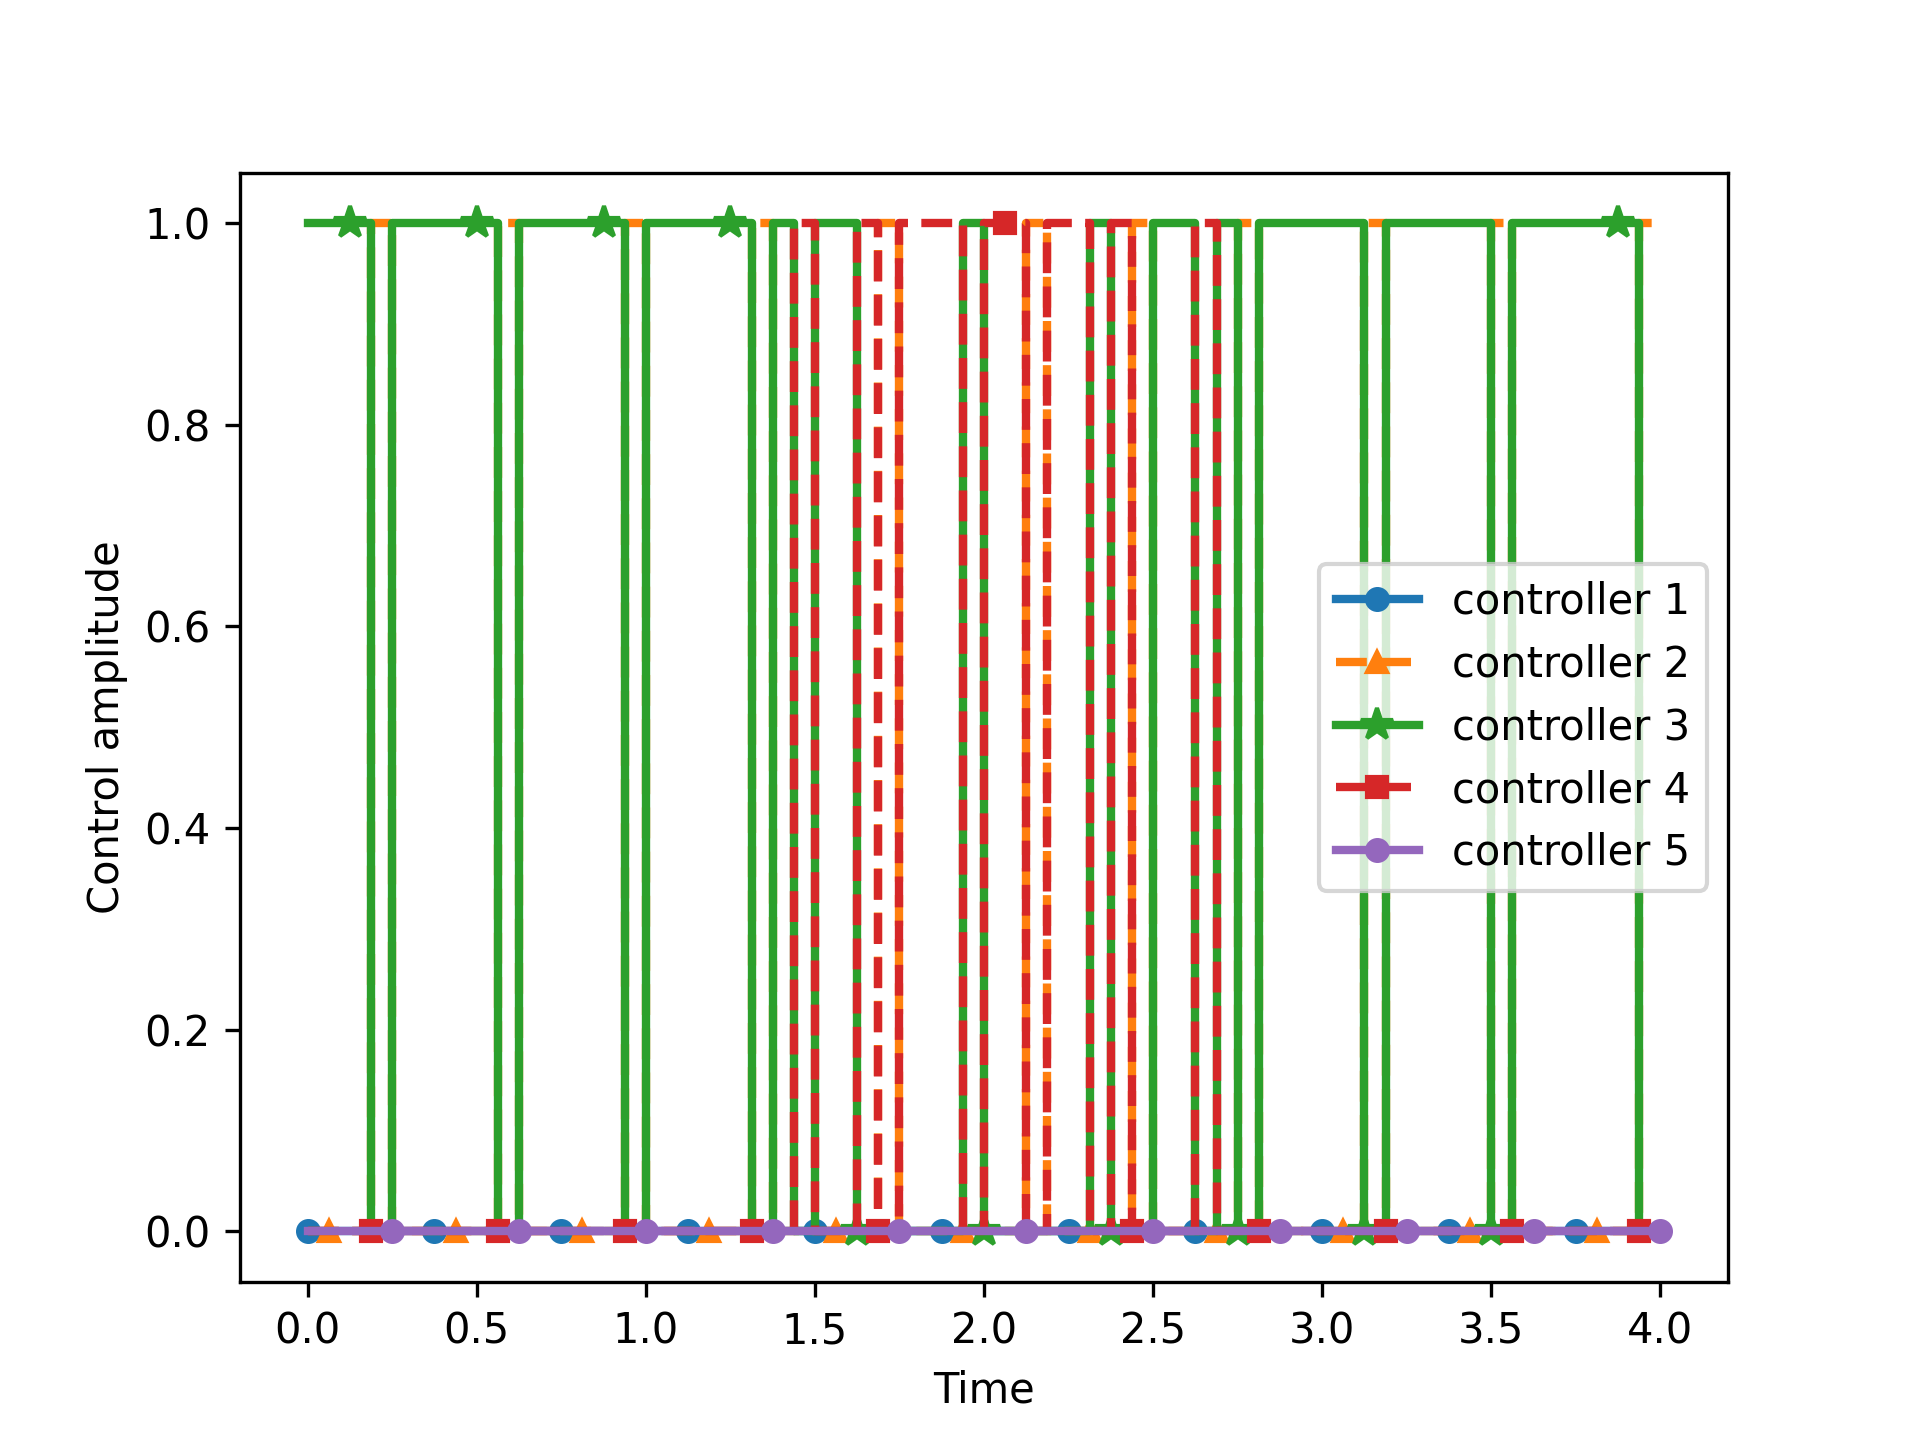 1.0
0.8
0.6
0.4
0.2
0.0
Control amplitude
controller 1
controller 2
controller 3
controller 4
controller 5
0.0 0.5 1.0 1.5 2.0 2.5 3.0 3.5 4.0
Time